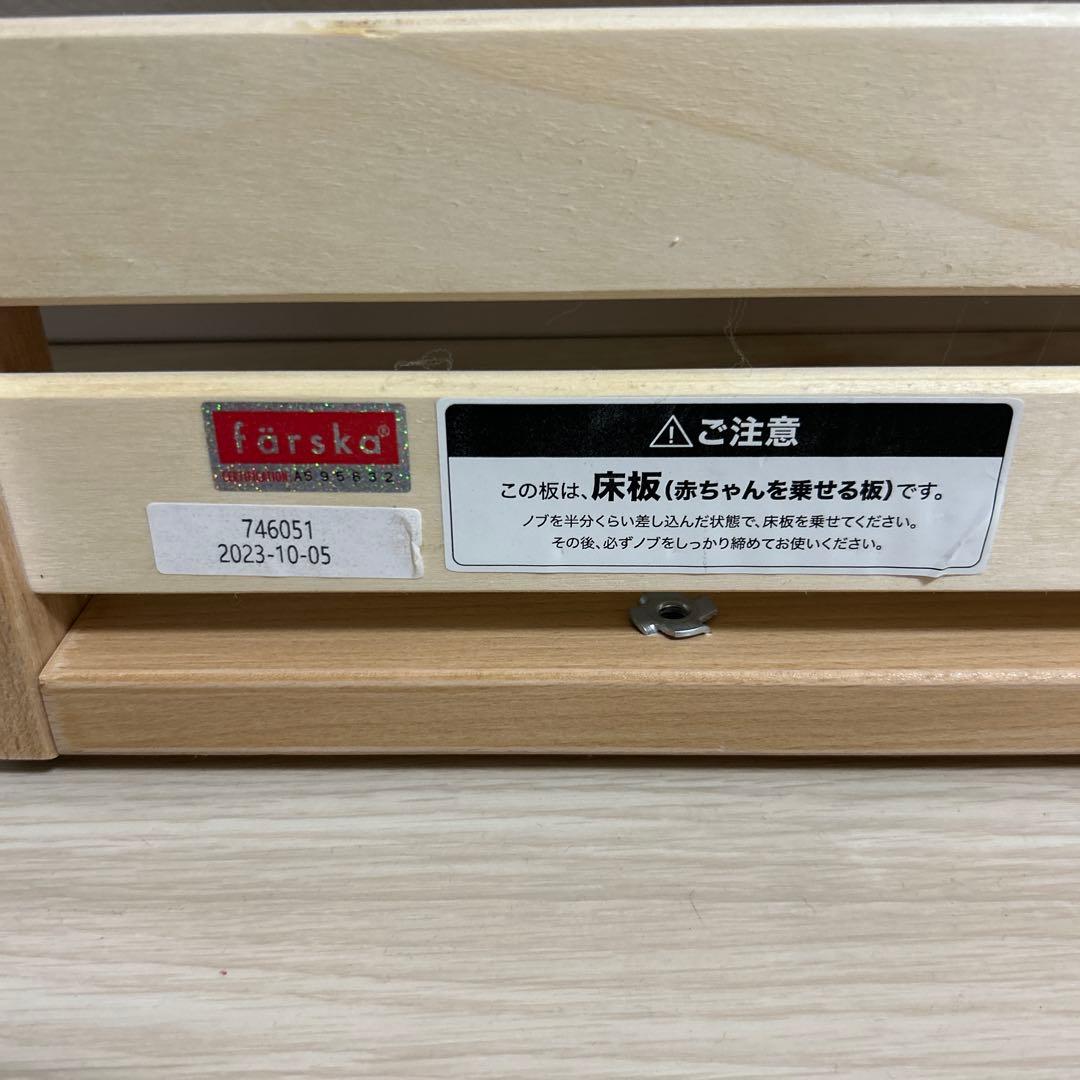 färska®
CERTIFICATION A595632
746051
2023-10-05
⚠ご注意
この板は、床板(赤ちゃんを乗せる板)です。
ノブを半分くらい差し込んだ状態で、床板を乗せてください。
その後、必ずノブをしっかり締めてお使いください。